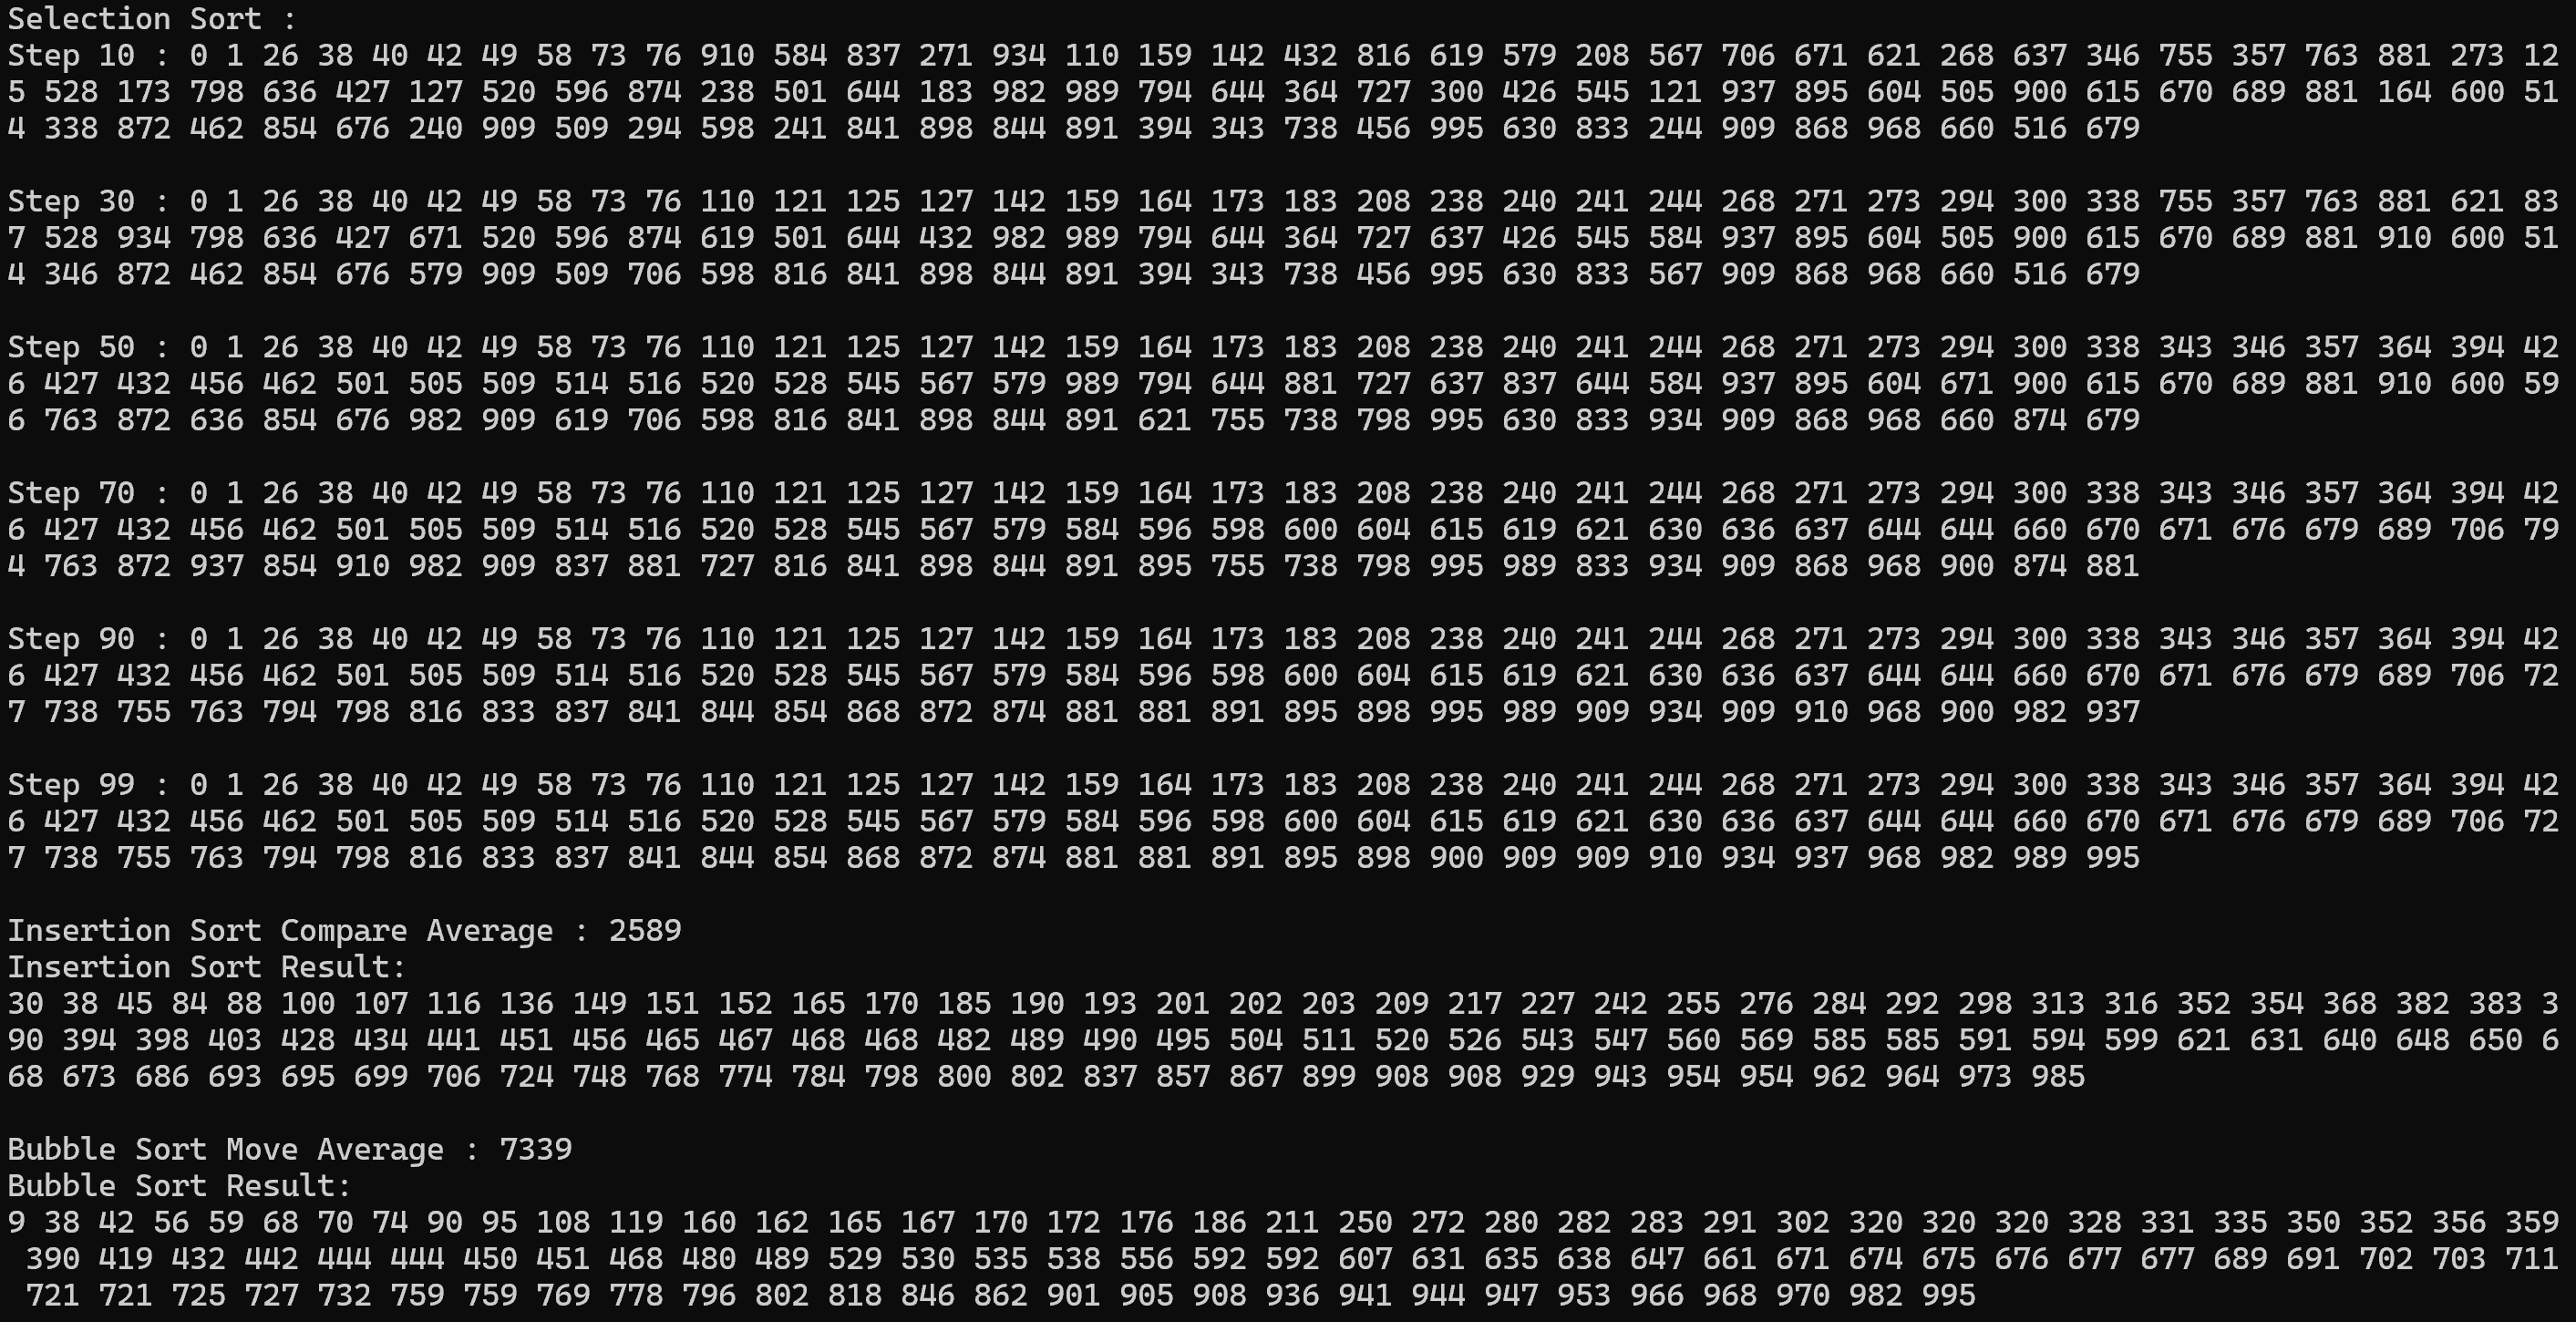 Selection Sort :
Step 10 : 0 1 26 38 40 42 49 58 73 76 910 584 837 271 934 110 159 142 432 816 619 579 208 567 706 671 621 268 637 346 755 357 763 881 273 12
5 528 173 798 636 427 127 520 596 874 238 501 644 183 982 989 794 644 364 727 300 426 545 121 937 895 604 505 900 615 670 689 881 164 600 51
4 338 872 462 854 676 240 909 509 294 598 241 841 898 844 891 394 343 738 456 995 630 833 244 909 868 968 660 516 679
Step 30 : 0 1 26 38 40 42 49 58 73 76 110 121 125 127 142 159 164 173 183 208 238 240 241 244 268 271 273 294 300 338 755 357 763 881 621 83
7 528 934 798 636 427 671 520 596 874 619 501 644 432 982 989 794 644 364 727 637 426 545 584 937 895 604 505 900 615 670 689 881 910 600 51
4 346 872 462 854 676 579 909 509 706 598 816 841 898 844 891 394 343 738 456 995 630 833 567 909 868 968 660 516 679
Step 50 : 0 1 26 38 40 42 49 58 73 76 110 121 125 127 142 159 164 173 183 208 238 240 241 244 268 271 273 294 300 338 343 346 357 364 394 42
6 427 432 456 462 501 505 509 514 516 520 528 545 567 579 989 794 644 881 727 637 837 644 584 937 895 604 671 900 615 670 689 881 910 600 59
6 763 872 636 854 676 982 909 619 706 598 816 841 898 844 891 621 755 738 798 995 630 833 934 909 868 968 660 874 679
Step 70 : 0 1 26 38 40 42 49 58 73 76 110 121 125 127 142 159 164 173 183 208 238 240 241 244 268 271 273 294 300 338 343 346 357 364 394 42
6 427 432 456 462 501 505 509 514 516 520 528 545 567 579 584 596 598 600 604 615 619 621 630 636 637 644 644 660 670 671 676 679 689 706 79
4 763 872 937 854 910 982 909 837 881 727 816 841 898 844 891 895 755 738 798 995 989 833 934 909 868 968 900 874 881
Step 90 : 0 1 26 38 40 42 49 58 73 76 110 121 125 127 142 159 164 173 183 208 238 240 241 244 268 271 273 294 300 338 343 346 357 364 394 42
6 427 432 456 462 501 505 509 514 516 520 528 545 567 579 584 596 598 600 604 615 619 621 630 636 637 644 644 660 670 671 676 679 689 706 72
7 738 755 763 794 798 816 833 837 841 844 854 868 872 874 881 881 891 895 898 995 989 909 934 909 910 968 900 982 937
Step 99 : 0 1 26 38 40 42 49 58 73 76 110 121 125 127 142 159 164 173 183 208 238 240 241 244 268 271 273 294 300 338 343 346 357 364 394 42
6 427 432 456 462 501 505 509 514 516 520 528 545 567 579 584 596 598 600 604 615 619 621 630 636 637 644 644 660 670 671 676 679 689 706 72
7 738 755 763 794 798 816 833 837 841 844 854 868 872 874 881 881 891 895 898 900 909 909 910 934 937 968 982 989 995
Insertion Sort Compare Average : 2589
Insertion Sort Result:
30 38 45 84 88 100 107 116 136 149 151 152 165 170 185 190 193 201 202 203 209 217 227 242 255 276 284 292 298 313 316 352 354 368 382 383 3
90 394 398 403 428 434 441 451 456 465 467 468 468 482 489 490 495 504 511 520 526 543 547 560 569 585 585 591 594 599 621 631 640 648 650 6
68 673 686 693 695 699 706 724 748 768 774 784 798 800 802 837 857 867 899 908 908 929 943 954 954 962 964 973 985
Bubble Sort Move Average : 7339
Bubble Sort Result:
9 38 42 56 59 68 70 74 90 95 108 119 160 162 165 167 170 172 176 186 211 250 272 280 282 283 291 302 320 320 320 328 331 335 350 352 356 359
390 419 432 442 444 444 450 451 468 480 489 529 530 535 538 556 592 592 607 631 635 638 647 661 671 674 675 676 677 677 689 691 702 703 711
721 721 725 727 732 759 759 769 778 796 802 818 846 862 901 905 908 936 941 944 947 953 966 968 970 982 995